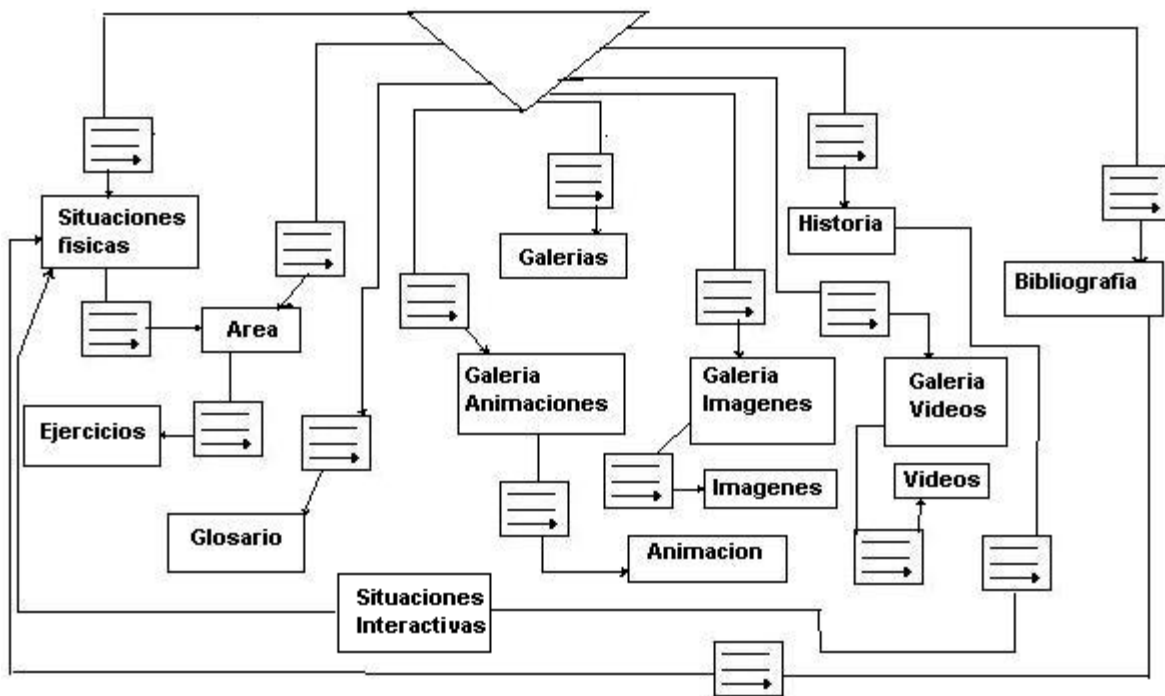 Situaciones
fisicas
Historia
Galerias
Bibliografia
Area
Galeria
Animaciones
Galeria
Imagenes
Galeria
Videos
Ejercicios
Videos
Imagenes
Glosario
Animacion
Situaciones
Interactivas